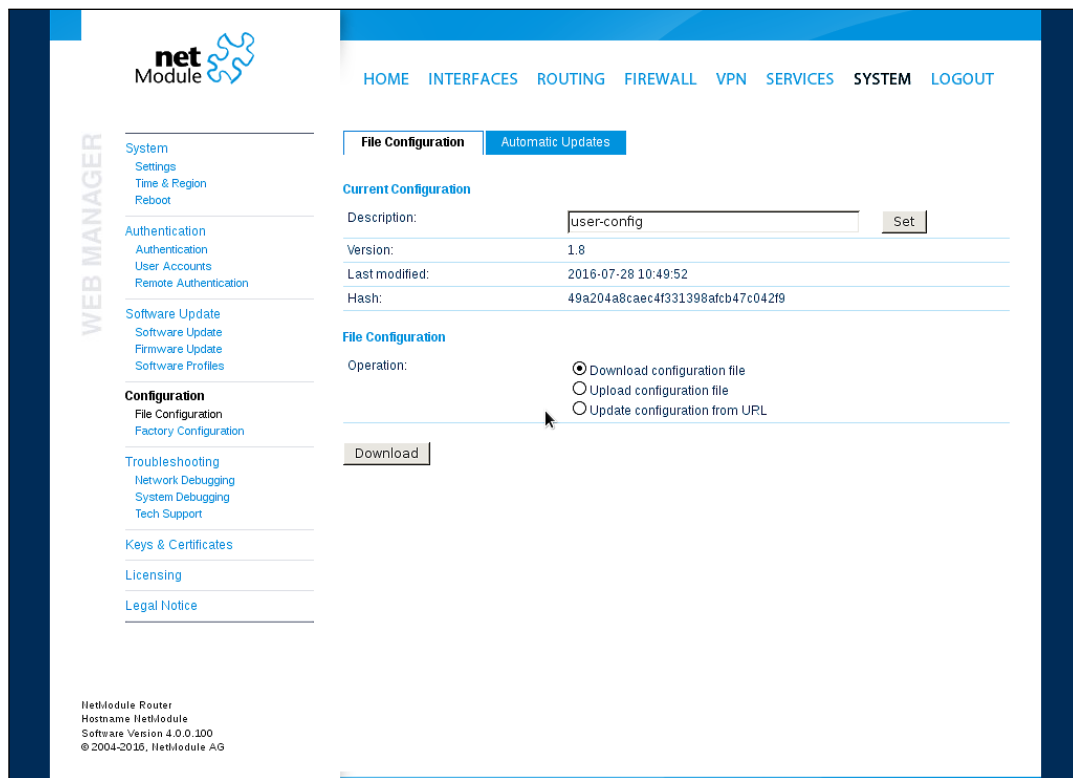 net
Module
HOME INTERFACES ROUTING FIREWALL VPN SERVICES SYSTEM LOGOUT
WEB MANAGER
System
Settings
Time & Region
Reboot
Authentication
Authentication
User Accounts
Remote Authentication
Software Update
Software Update
Firmware Update
Software Profiles
Configuration
File Configuration
Factory Configuration
Troubleshooting
Network Debugging
System Debugging
Tech Support
Keys & Certificates
Licensing
Legal Notice
File Configuration Automatic Updates
Current Configuration
Description: user-config Set
Version: 1.8
Last modified: 2016-07-28 10:49:52
Hash: 49a204a8caec4f331398afcb47c042f9
File Configuration
Operation: Download configuration file
Upload configuration file
Update configuration from URL
Download
NetModule Router
Hostname NetModule
Software Version 4.0.0.100
© 2004-2016, NetModule AG